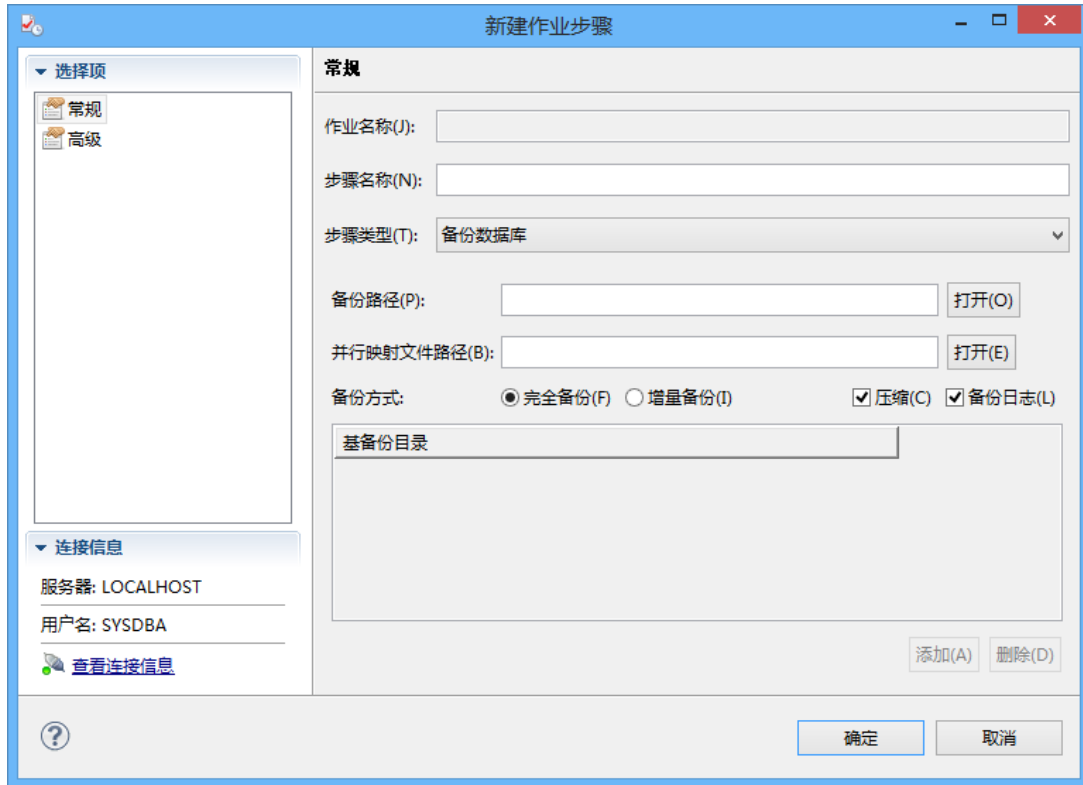 新建作业步骤
选择项
常规
高级
连接信息
服务器: LOCALHOST
用户名: SYSDBA
查看连接信息
常规
作业名称(J):
步骤名称(N):
步骤类型(T): 备份数据库
备份路径(P): 打开(O)
并行映射文件路径(B): 打开(E)
备份方式: 完全备份(F) 增量备份(I) 压缩(C) 备份日志(L)
基备份目录
添加(A) 删除(D)
确定 取消